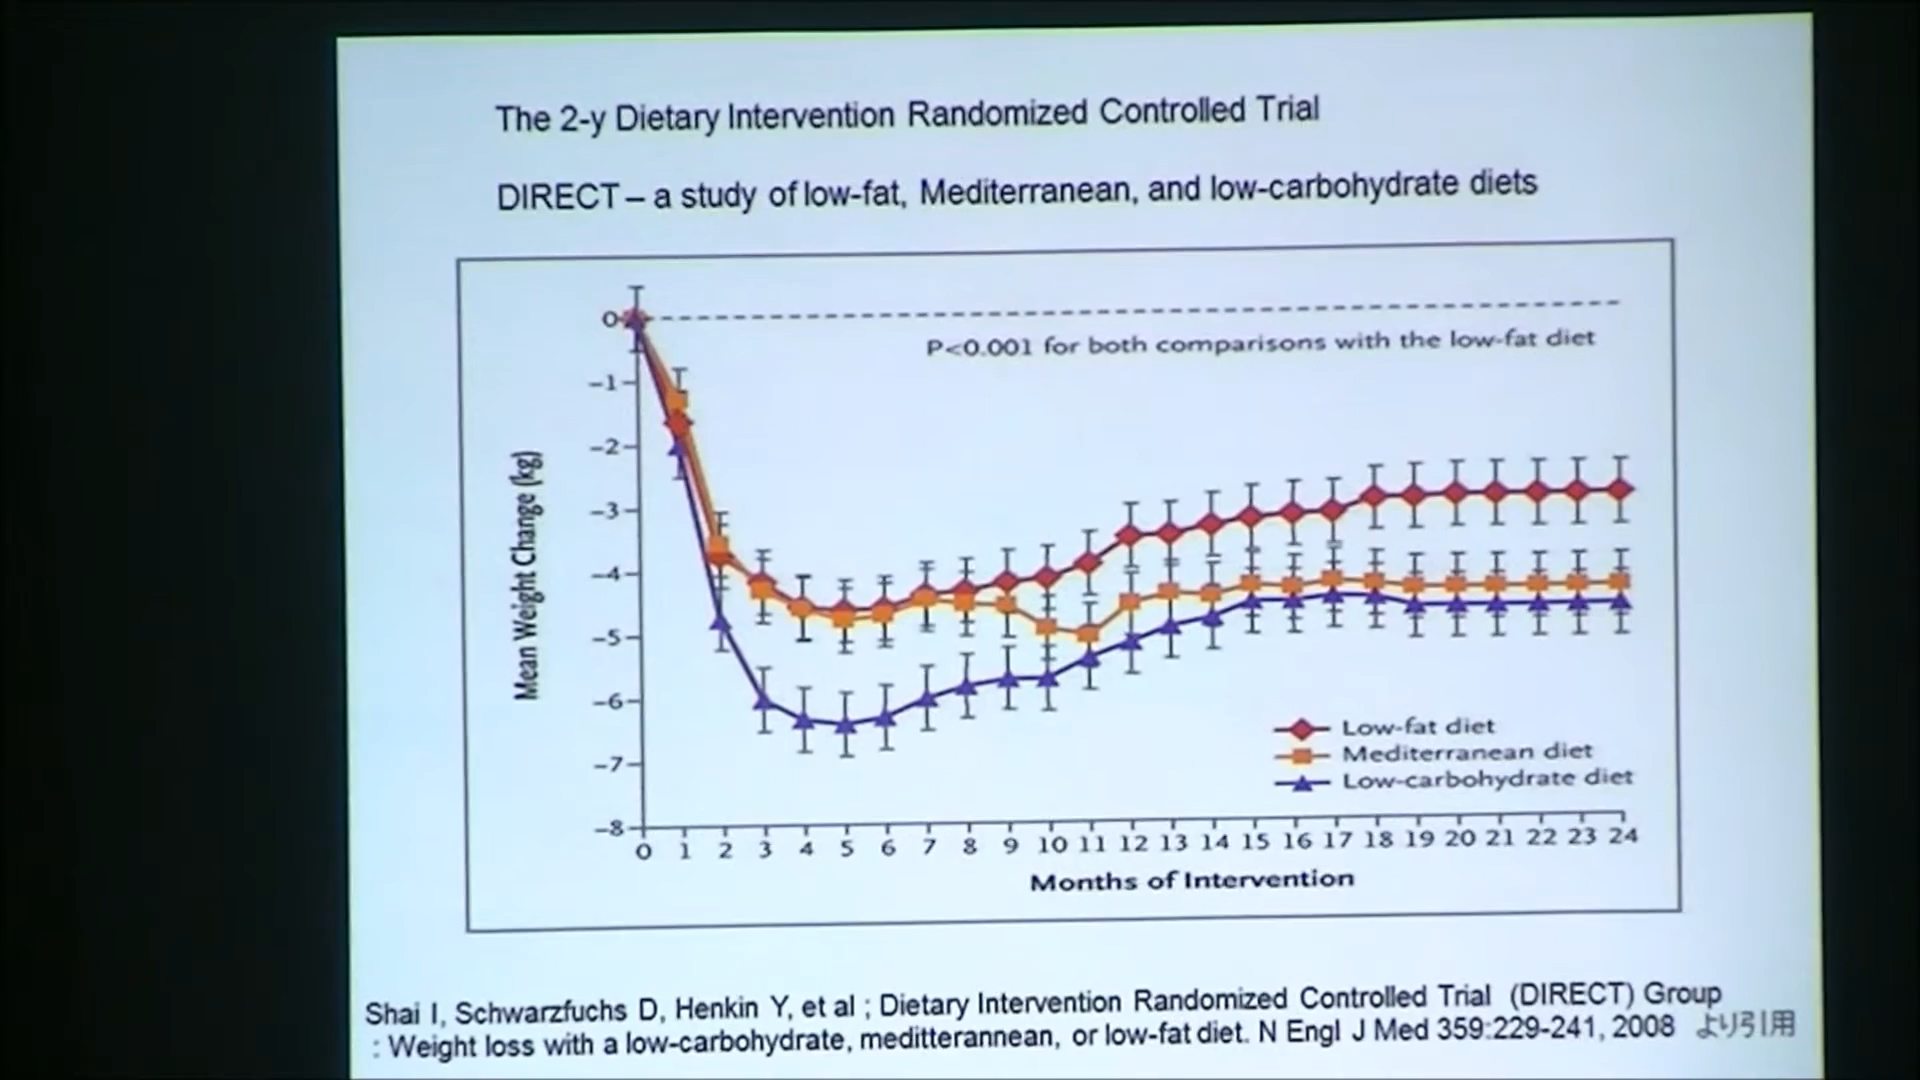 The 2-y Dietary Intervention Randomized Controlled Trial
DIRECT – a study of low-fat, Mediterranean, and low-carbohydrate diets
0
P<0.001 for both comparisons with the low-fat diet
−1
−2
−3
−4
−5
−6
−7
−8
Mean Weight Change (kg)
Low-fat diet
Mediterranean diet
Low-carbohydrate diet
0 1 2 3 4 5 6 7 8 9 10 11 12 13 14 15 16 17 18 19 20 21 22 23 24
Months of Intervention
Shai I, Schwarzfuchs D, Henkin Y, et al ; Dietary Intervention Randomized Controlled Trial (DIRECT) Group
: Weight loss with a low-carbohydrate, meditterannean, or low-fat diet. N Engl J Med 359:229-241, 2008 より引用